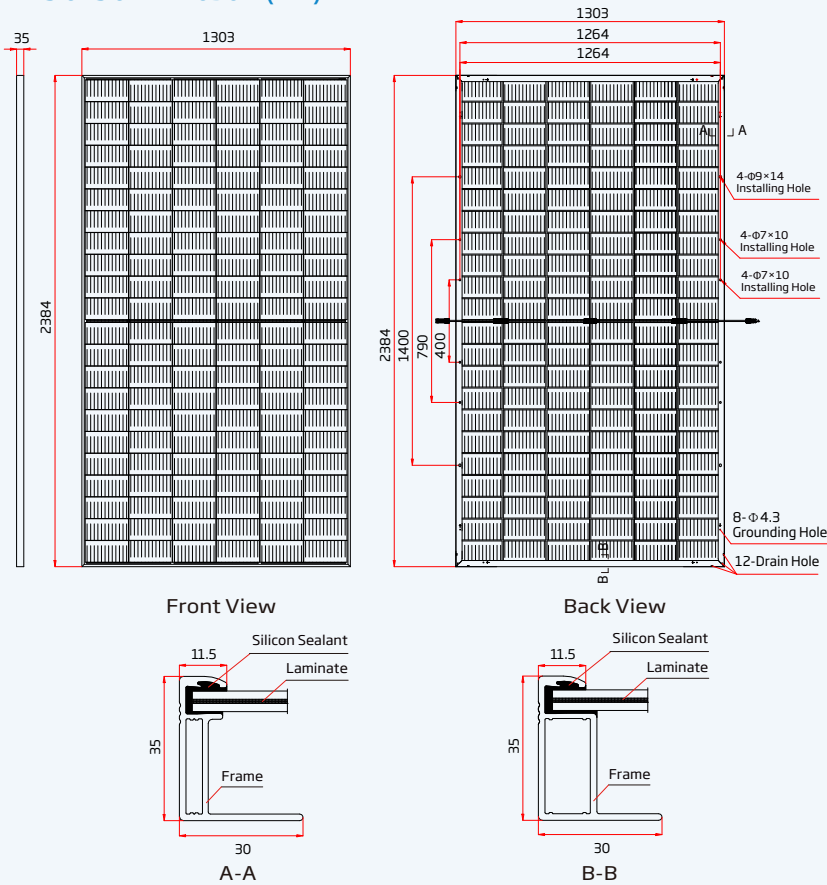 35
1303
2384
Front View
1303
1264
1264
2384
1400
790
400
A
A
4-Φ9×14
Installing Hole
4-Φ7×10
Installing Hole
4-Φ7×10
Installing Hole
8-Φ4.3
Grounding Hole
12-Drain Hole
B
B
Back View
11.5
Silicon Sealant
Laminate
35
Frame
30
A-A
11.5
Silicon Sealant
Laminate
35
Frame
30
B-B